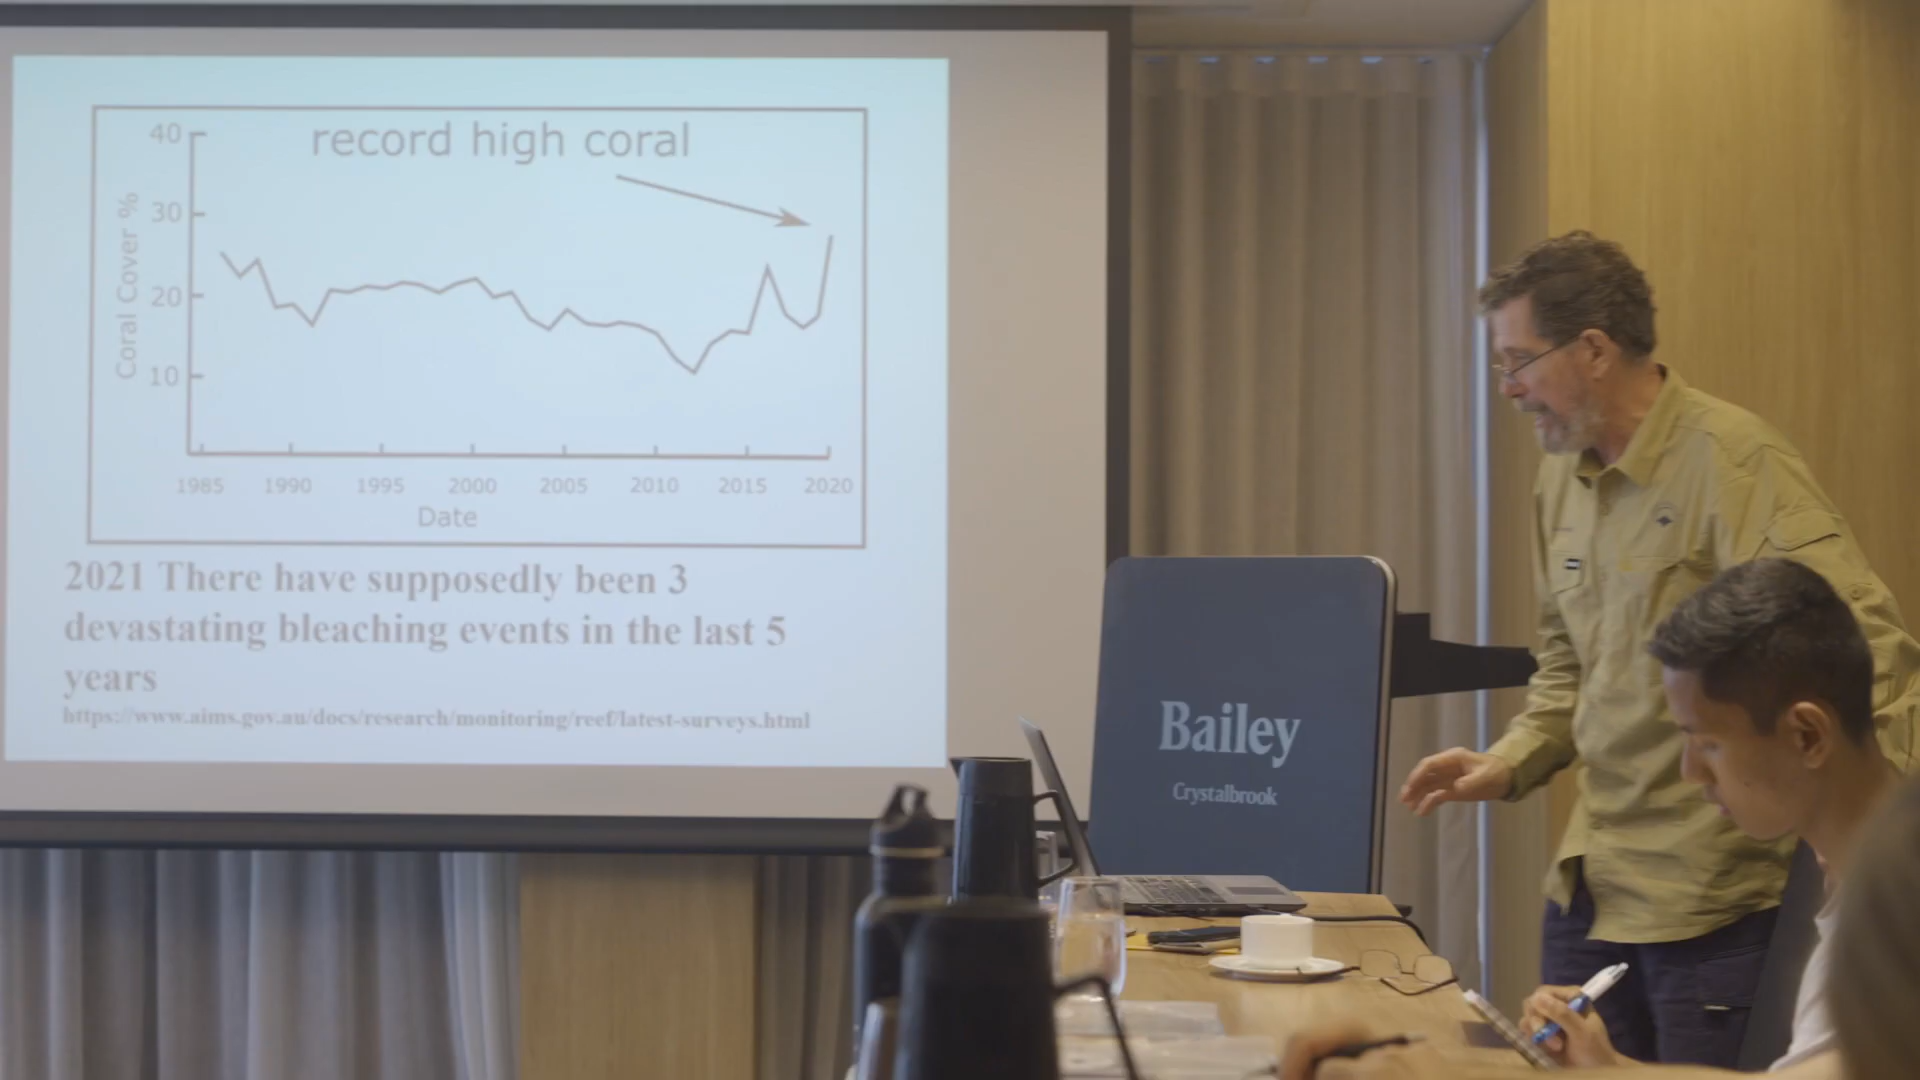 record high coral
40
30
20
10
Coral Cover %
1985 1990 1995 2000 2005 2010 2015 2020
Date
2021 There have supposedly been 3
devastating bleaching events in the last 5
years
https://www.aims.gov.au/docs/research/monitoring/reef/latest-surveys.html
Bailey
Crystalbrook